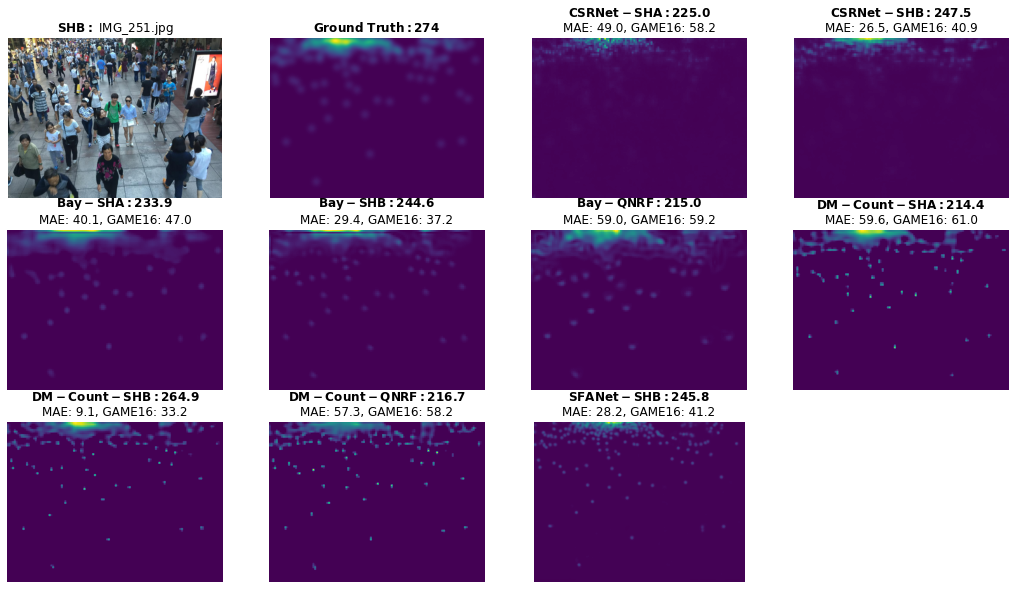 SHB: IMG_251.jpg
Ground Truth:274
CSRNet-SHA:225.0
MAE: 49.0, GAME16: 58.2
CSRNet-SHB:247.5
MAE: 26.5, GAME16: 40.9
Bay-SHA:233.9
MAE: 40.1, GAME16: 47.0
Bay-SHB:244.6
MAE: 29.4, GAME16: 37.2
Bay-QNRF:215.0
MAE: 59.0, GAME16: 59.2
DM-Count-SHA:214.4
MAE: 59.6, GAME16: 61.0
DM-Count-SHB:264.9
MAE: 9.1, GAME16: 33.2
DM-Count-QNRF:216.7
MAE: 57.3, GAME16: 58.2
SFANet-SHB:245.8
MAE: 28.2, GAME16: 41.2